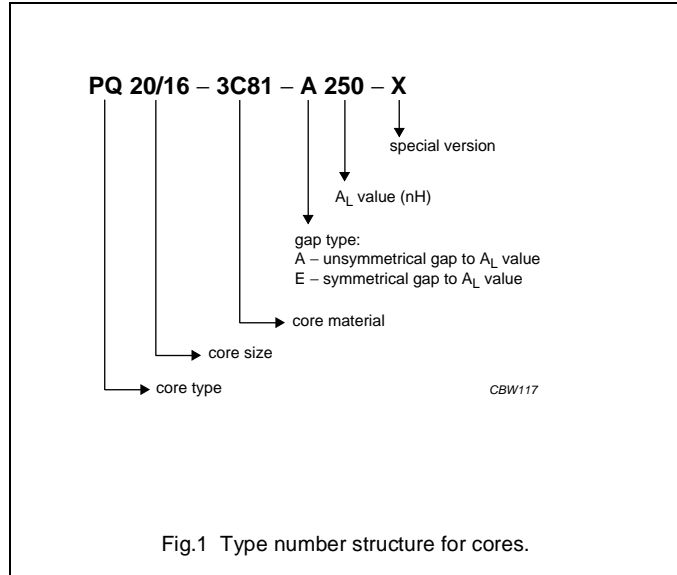 PQ 20/16 – 3C81 – A 250 – X
special version
AL value (nH)
gap type:
A – unsymmetrical gap to AL value
E – symmetrical gap to AL value
core material
core size
core type
CBW117
Fig.1 Type number structure for cores.